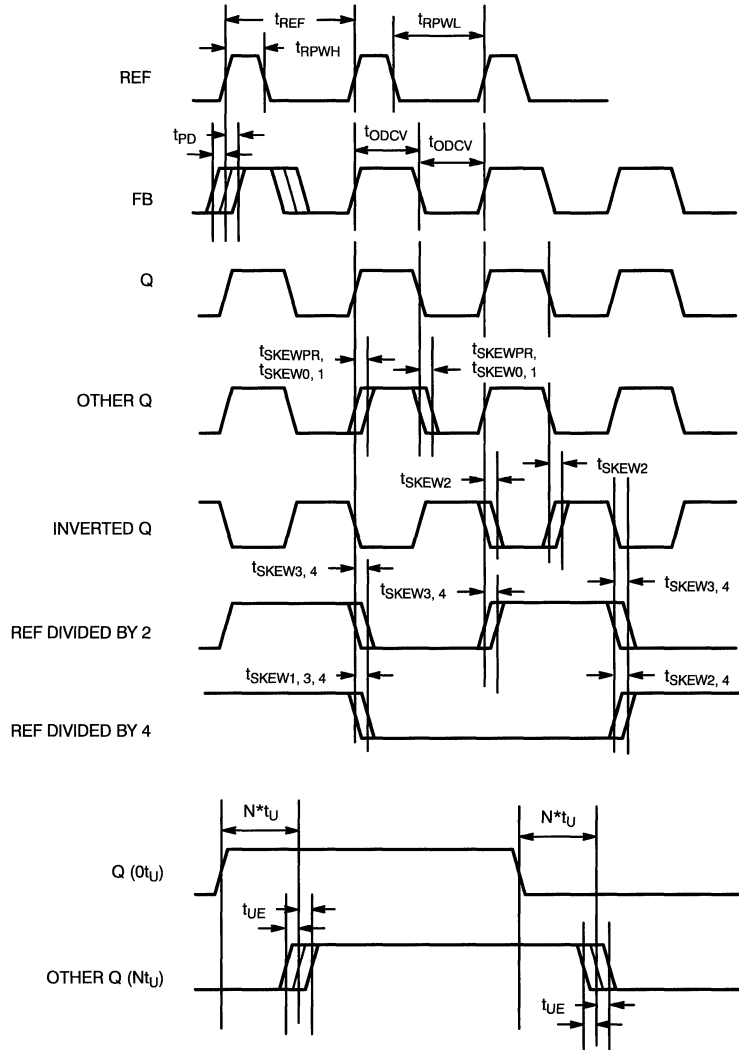 tREF
tRPWL
tRPWH
REF
tPD
tODCV
tODCV
FB
Q
tSKEWPR,
tSKEW0, 1
tSKEWPR,
tSKEW0, 1
OTHER Q
tSKEW2
tSKEW2
INVERTED Q
tSKEW3, 4
tSKEW3, 4
tSKEW3, 4
REF DIVIDED BY 2
tSKEW1, 3, 4
tSKEW2, 4
REF DIVIDED BY 4
N*tU
N*tU
Q (0tU)
tUE
OTHER Q (NtU)
tUE